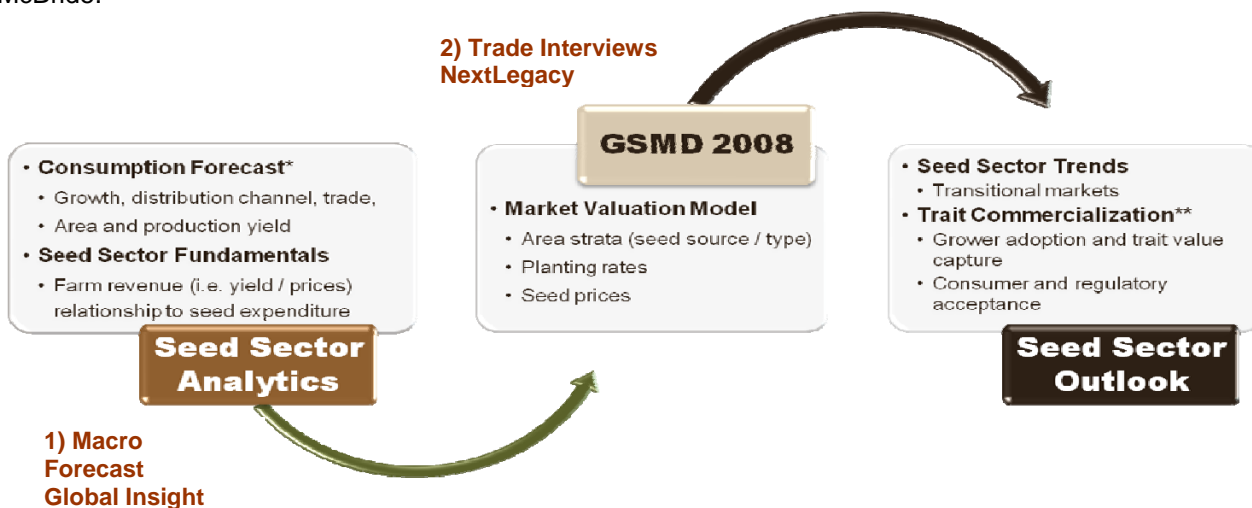 2) Trade Interviews
NextLegacy
• Consumption Forecast*
• Growth, distribution channel, trade,
• Area and production yield
• Seed Sector Fundamentals
• Farm revenue (i.e. yield / prices)
relationship to seed expenditure
Seed Sector
Analytics
1) Macro
Forecast
Global Insight
GSMD 2008
• Market Valuation Model
• Area strata (seed source / type)
• Planting rates
• Seed prices
• Seed Sector Trends
• Transitional markets
• Trait Commercialization**
• Grower adoption and trait value
capture
• Consumer and regulatory
acceptance
Seed Sector
Outlook